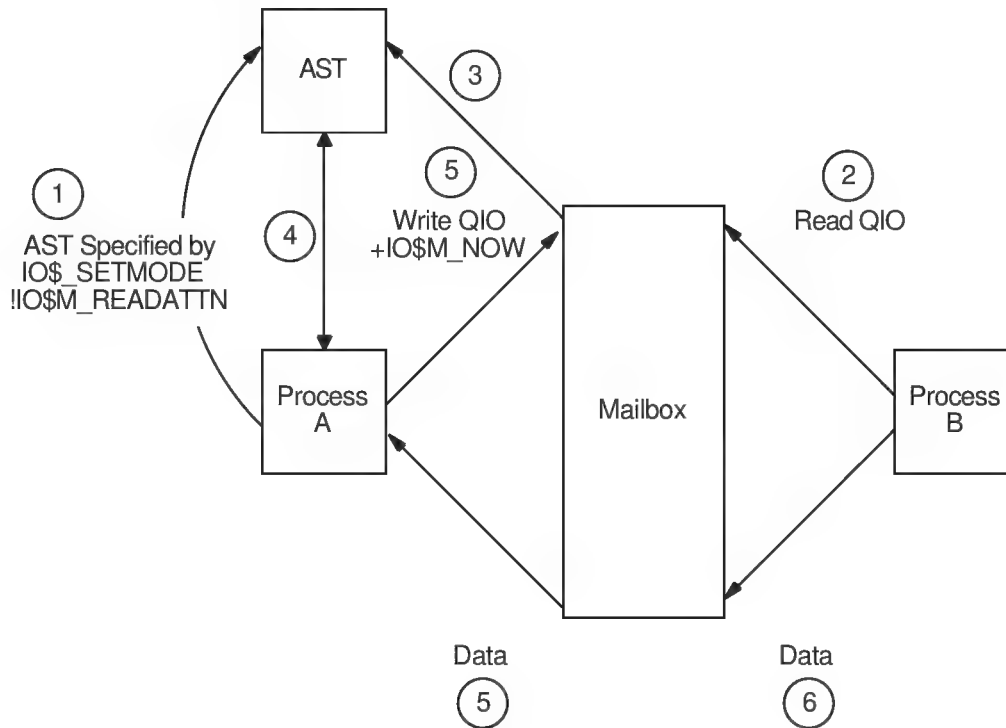 AST
3
1
AST Specified by
IO$_SETMODE
!IO$M_READATTN
4
5
Write QIO
+IO$M_NOW
2
Read QIO
Process
A
Mailbox
Process
B
Data
5
Data
6